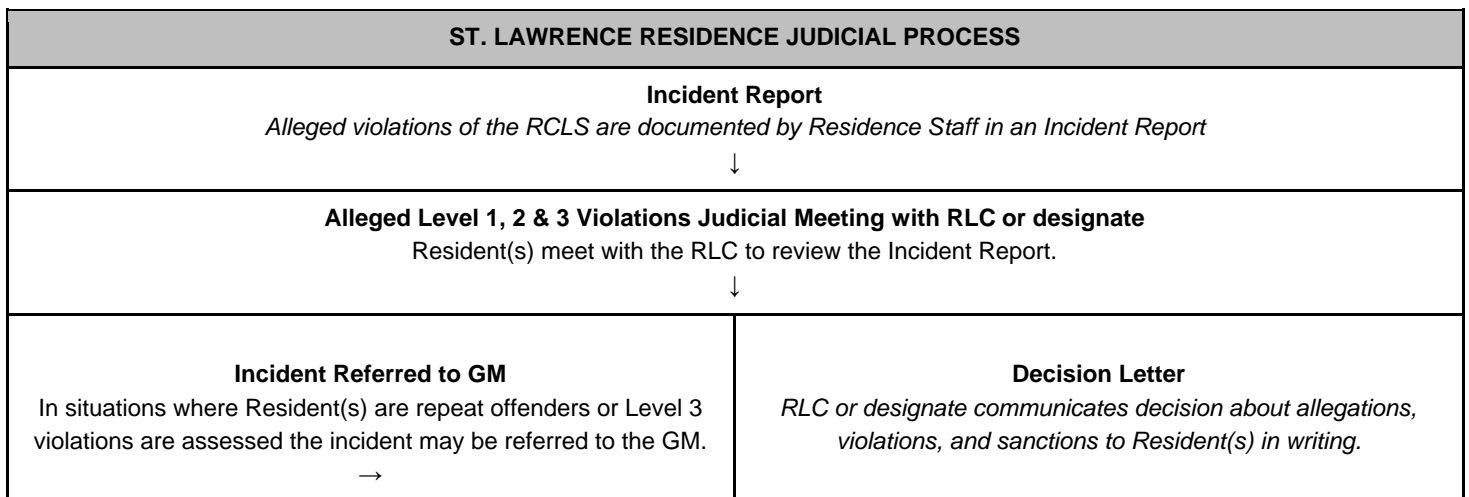 ST. LAWRENCE RESIDENCE JUDICIAL PROCESS
Incident Report
Alleged violations of the RCLS are documented by Residence Staff in an Incident Report
↓
Alleged Level 1, 2 & 3 Violations Judicial Meeting with RLC or designate
Resident(s) meet with the RLC to review the Incident Report.
↓
Incident Referred to GM
In situations where Resident(s) are repeat offenders or Level 3
violations are assessed the incident may be referred to the GM.
→
Decision Letter
RLC or designate communicates decision about allegations,
violations, and sanctions to Resident(s) in writing.